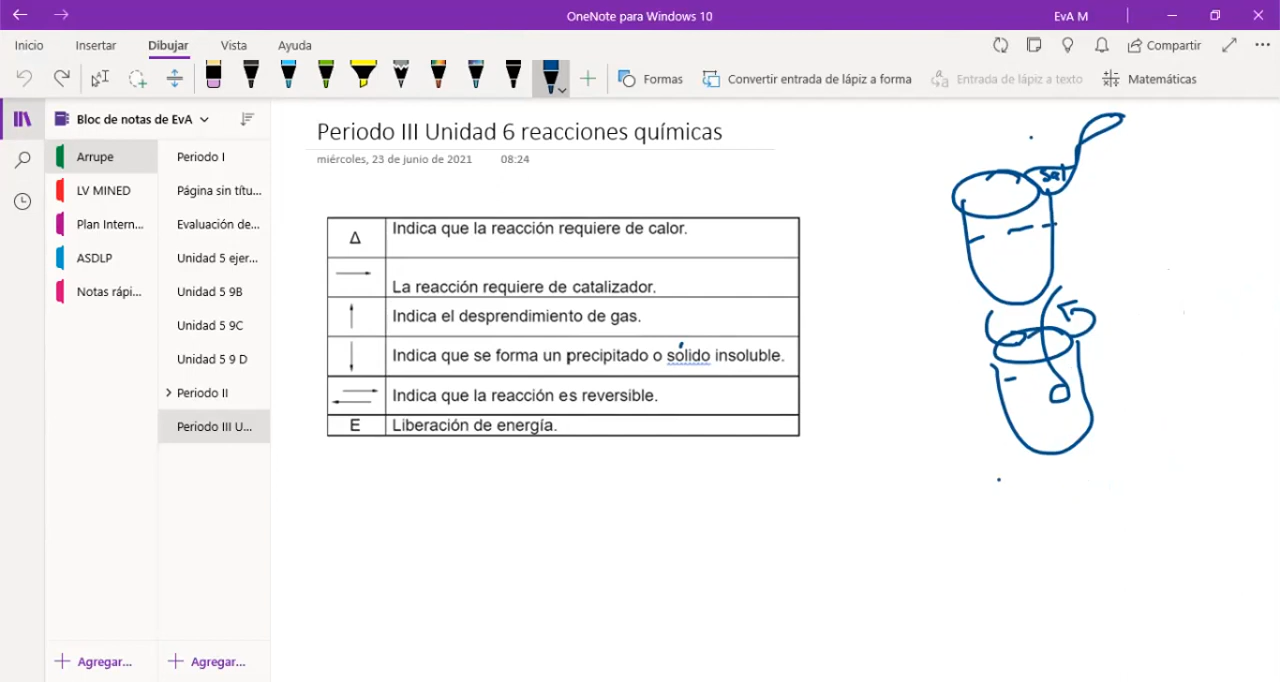 OneNote para Windows 10
EvA M
Inicio
Insertar
Dibujar
Vista
Ayuda
Compartir
Formas
Convertir entrada de lápiz a forma
Entrada de lápiz a texto
Matemáticas
Bloc de notas de EvA
Arrupe
LV MINED
Plan Intern...
ASDLP
Notas rápi...
Periodo I
Página sin títu...
Evaluación de...
Unidad 5 ejer...
Unidad 5 9B
Unidad 5 9C
Unidad 5 9 D
Periodo II
Periodo III U...
Agregar...
Agregar...
Periodo III Unidad 6 reacciones químicas
miércoles, 23 de junio de 2021 08:24
Δ Indica que la reacción requiere de calor.
→ La reacción requiere de catalizador.
↑ Indica el desprendimiento de gas.
↓ Indica que se forma un precipitado o sólido insoluble.
⇄ Indica que la reacción es reversible.
E Liberación de energía.
sal